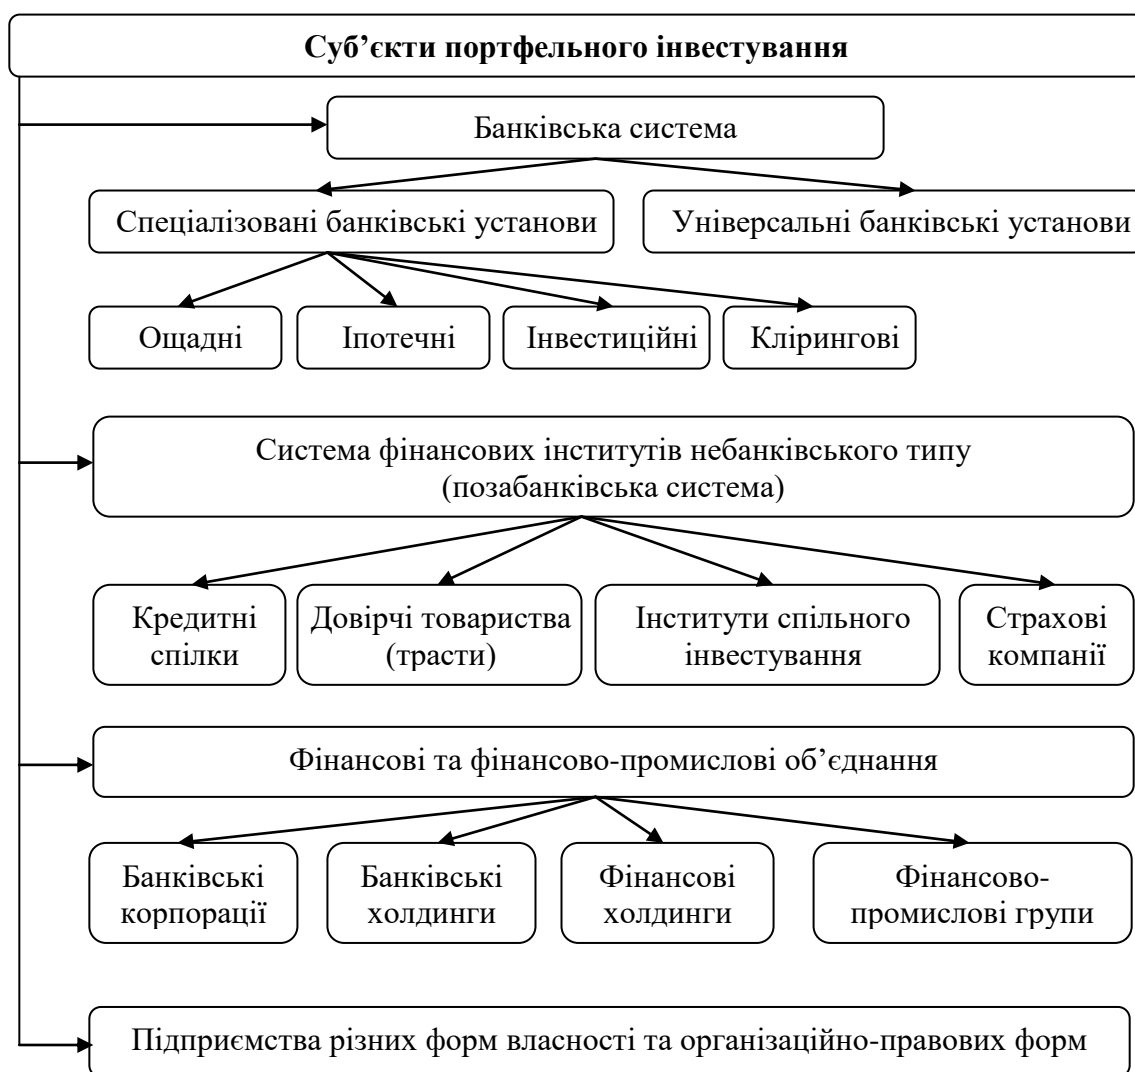 Суб’єкти портфельного інвестування
Банківська система
Спеціалізовані банківські установи
Універсальні банківські установи
Ощадні
Іпотечні
Інвестиційні
Клірингові
Система фінансових інститутів небанківського типу
(позабанківська система)
Кредитні
спілки
Довірчі товариства
(трасти)
Інститути спільного
інвестування
Страхові
компанії
Фінансові та фінансово-промислові об’єднання
Банківські
корпорації
Банківські
холдинги
Фінансові
холдинги
Фінансово-
промислові групи
Підприємства різних форм власності та організаційно-правових форм